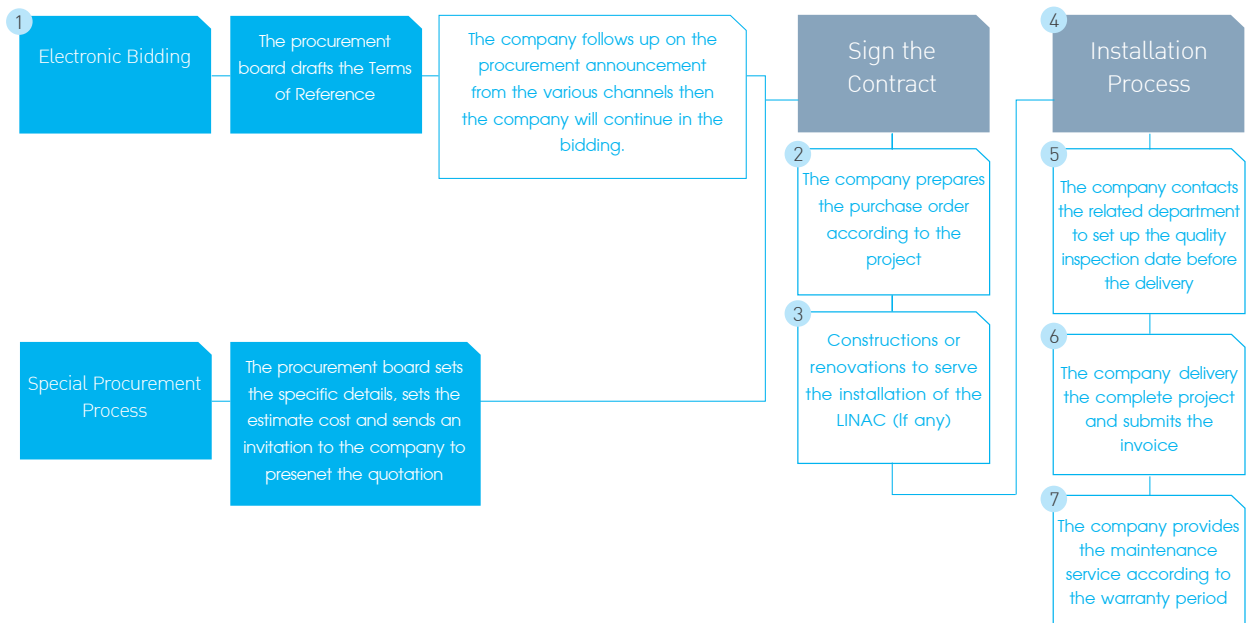 1
Electronic Bidding
The procurement
board drafts the Terms
of Reference
The company follows up on the
procurement announcement
from the various channels then
the company will continue in the
bidding.
Special Procurement
Process
The procurement board sets
the specific details, sets the
estimate cost and sends an
invitation to the company to
presenet the quotation
Sign the
Contract
2
The company prepares
the purchase order
according to the
project
3
Constructions or
renovations to serve
the installation of the
LINAC (If any)
4
Installation
Process
5
The company contacts
the related department
to set up the quality
inspection date before
the delivery
6
The company delivery
the complete project
and submits the
invoice
7
The company provides
the maintenance
service according to
the warranty period